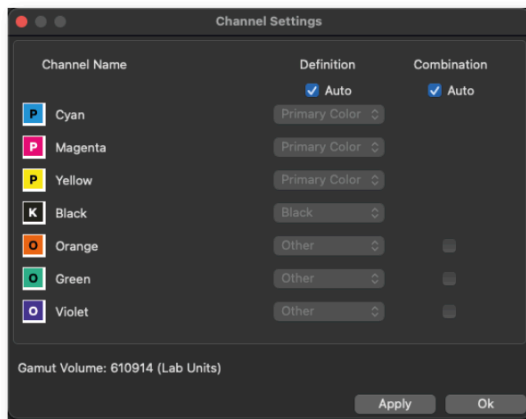 Channel Settings
Channel Name Definition Combination
Auto Auto
P Cyan Primary Color
P Magenta Primary Color
P Yellow Primary Color
K Black Black
O Orange Other
O Green Other
O Violet Other
Gamut Volume: 610914 (Lab Units)
Apply Ok